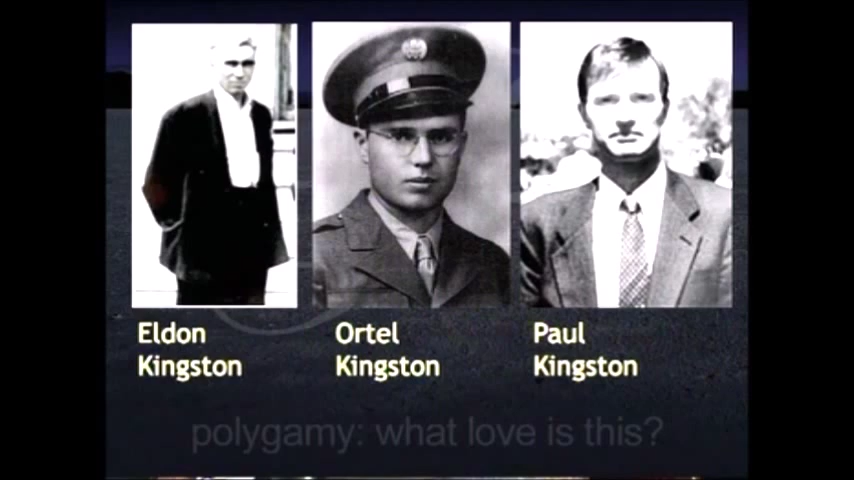 Eldon
Kingston
Ortel
Kingston
Paul
Kingston
polygamy: what love is this?